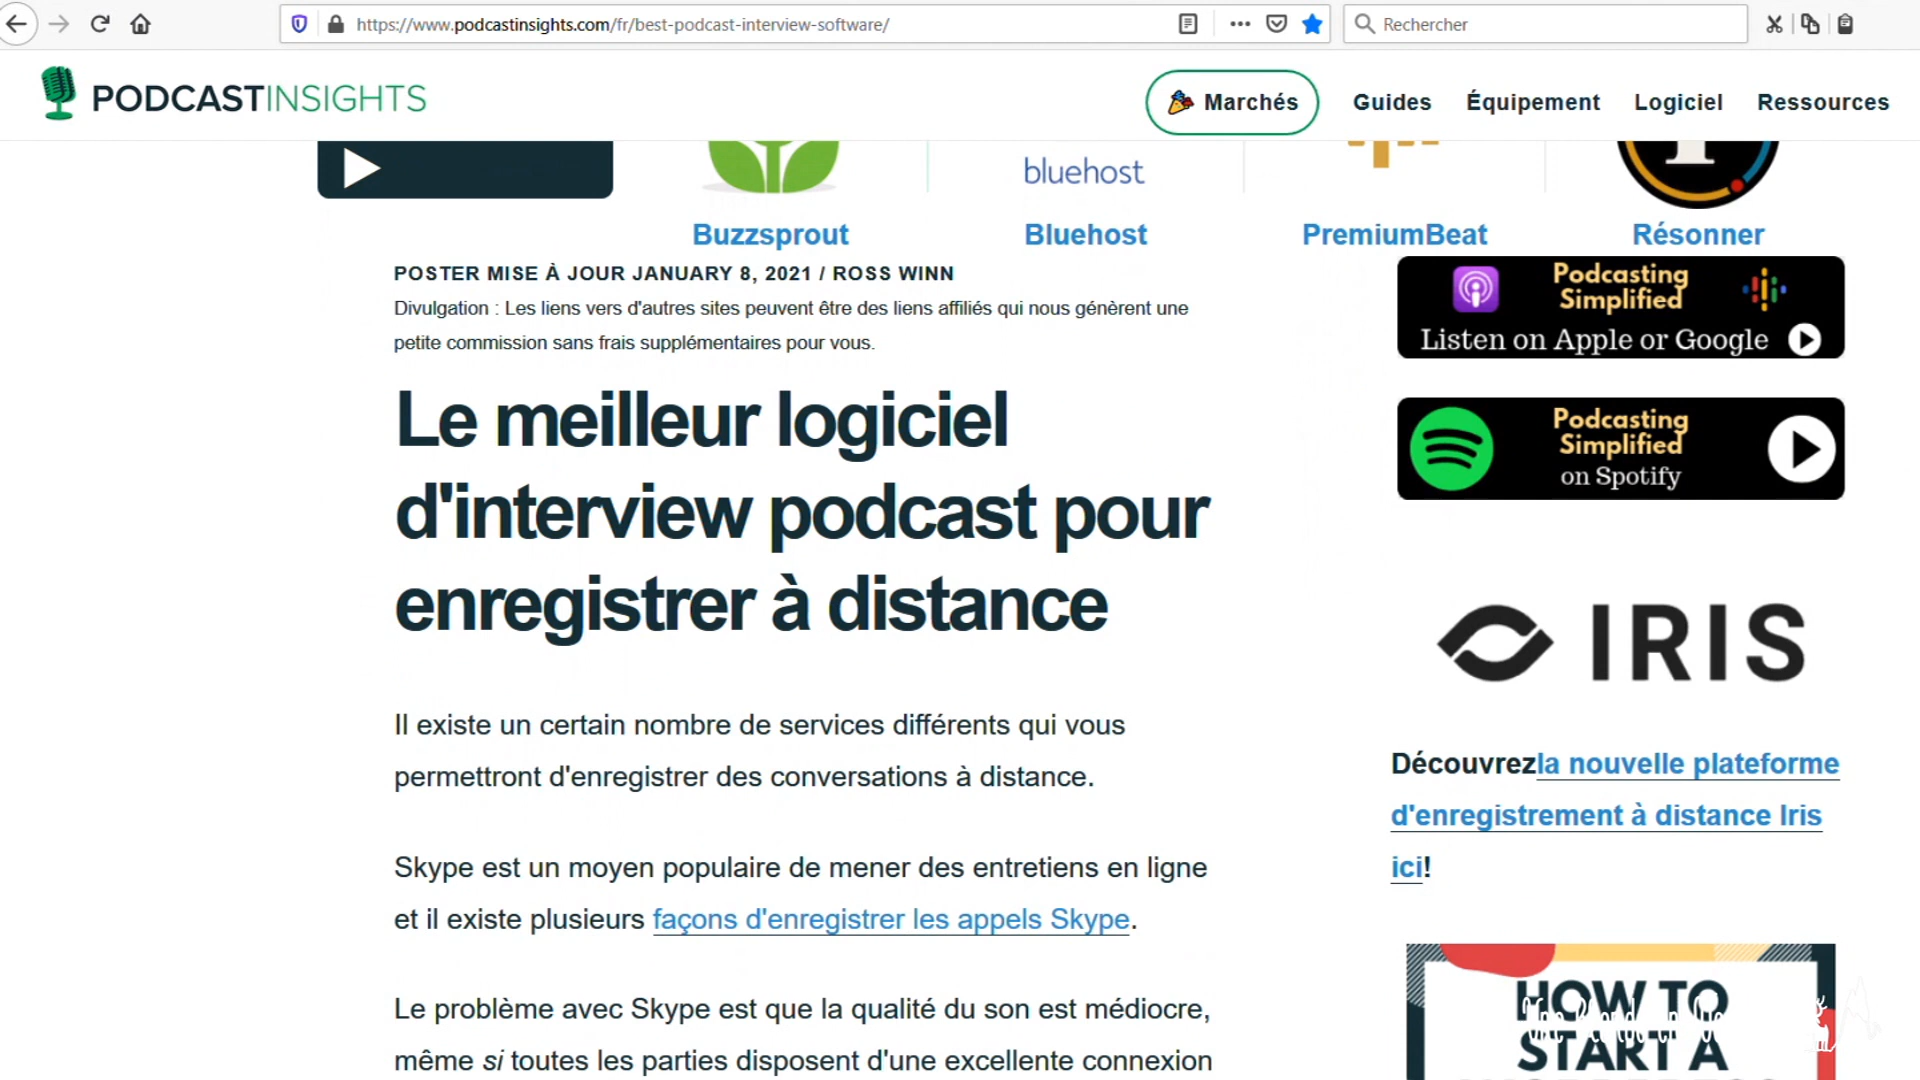 https://www.podcastinsights.com/fr/best-podcast-interview-software/
Rechercher
PODCASTINSIGHTS
Marchés
Guides
Équipement
Logiciel
Ressources
bluehost
Buzzsprout
Bluehost
PremiumBeat
Résonner
POSTER MISE À JOUR JANUARY 8, 2021 / ROSS WINN
Divulgation : Les liens vers d'autres sites peuvent être des liens affiliés qui nous génèrent une
petite commission sans frais supplémentaires pour vous.
Le meilleur logiciel
d'interview podcast pour
enregistrer à distance
Il existe un certain nombre de services différents qui vous
permettront d'enregistrer des conversations à distance.
Skype est un moyen populaire de mener des entretiens en ligne
et il existe plusieurs façons d'enregistrer les appels Skype.
Le problème avec Skype est que la qualité du son est médiocre,
même si toutes les parties disposent d'une excellente connexion
Podcasting
Simplified
Listen on Apple or Google
Podcasting
Simplified
on Spotify
IRIS
Découvrezla nouvelle plateforme
d'enregistrement à distance Iris
ici!
HOW TO
START A